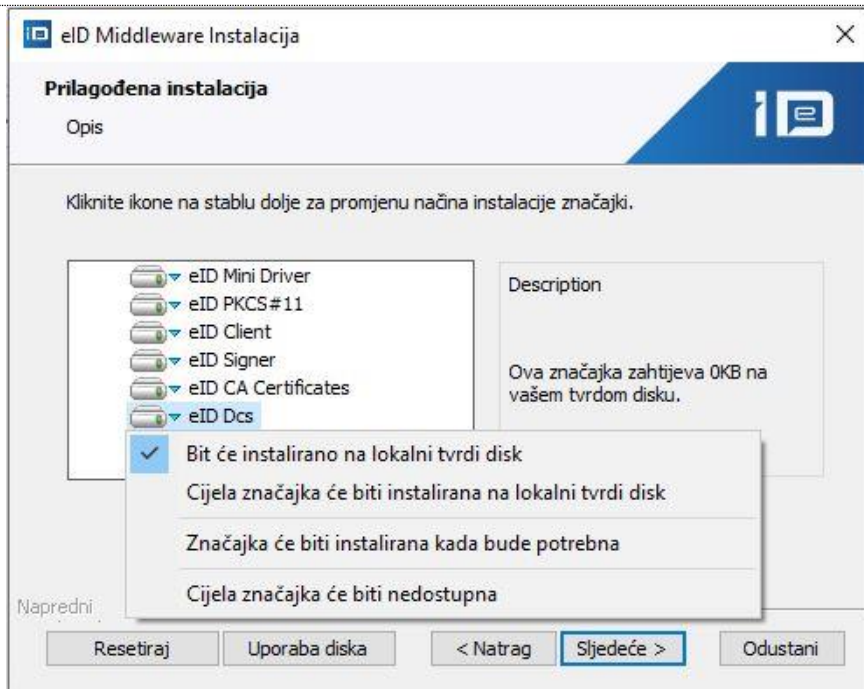 eID Middleware Instalacija
Prilagođena instalacija
Opis
Kliknite ikone na stablu dolje za promjenu načina instalacije značajki.
eID Mini Driver
eID PKCS#11
eID Client
eID Signer
eID CA Certificates
eID Dcs
Description
Ova značajka zahtijeva 0KB na
vašem tvrdom disku.
Bit će instalirano na lokalni tvrdi disk
Cijela značajka će biti instalirana na lokalni tvrdi disk
Značajka će biti instalirana kada bude potrebna
Cijela značajka će biti nedostupna
Napredni
Resetiraj
Uporaba diska
< Natrag
Sljedeće >
Odustani